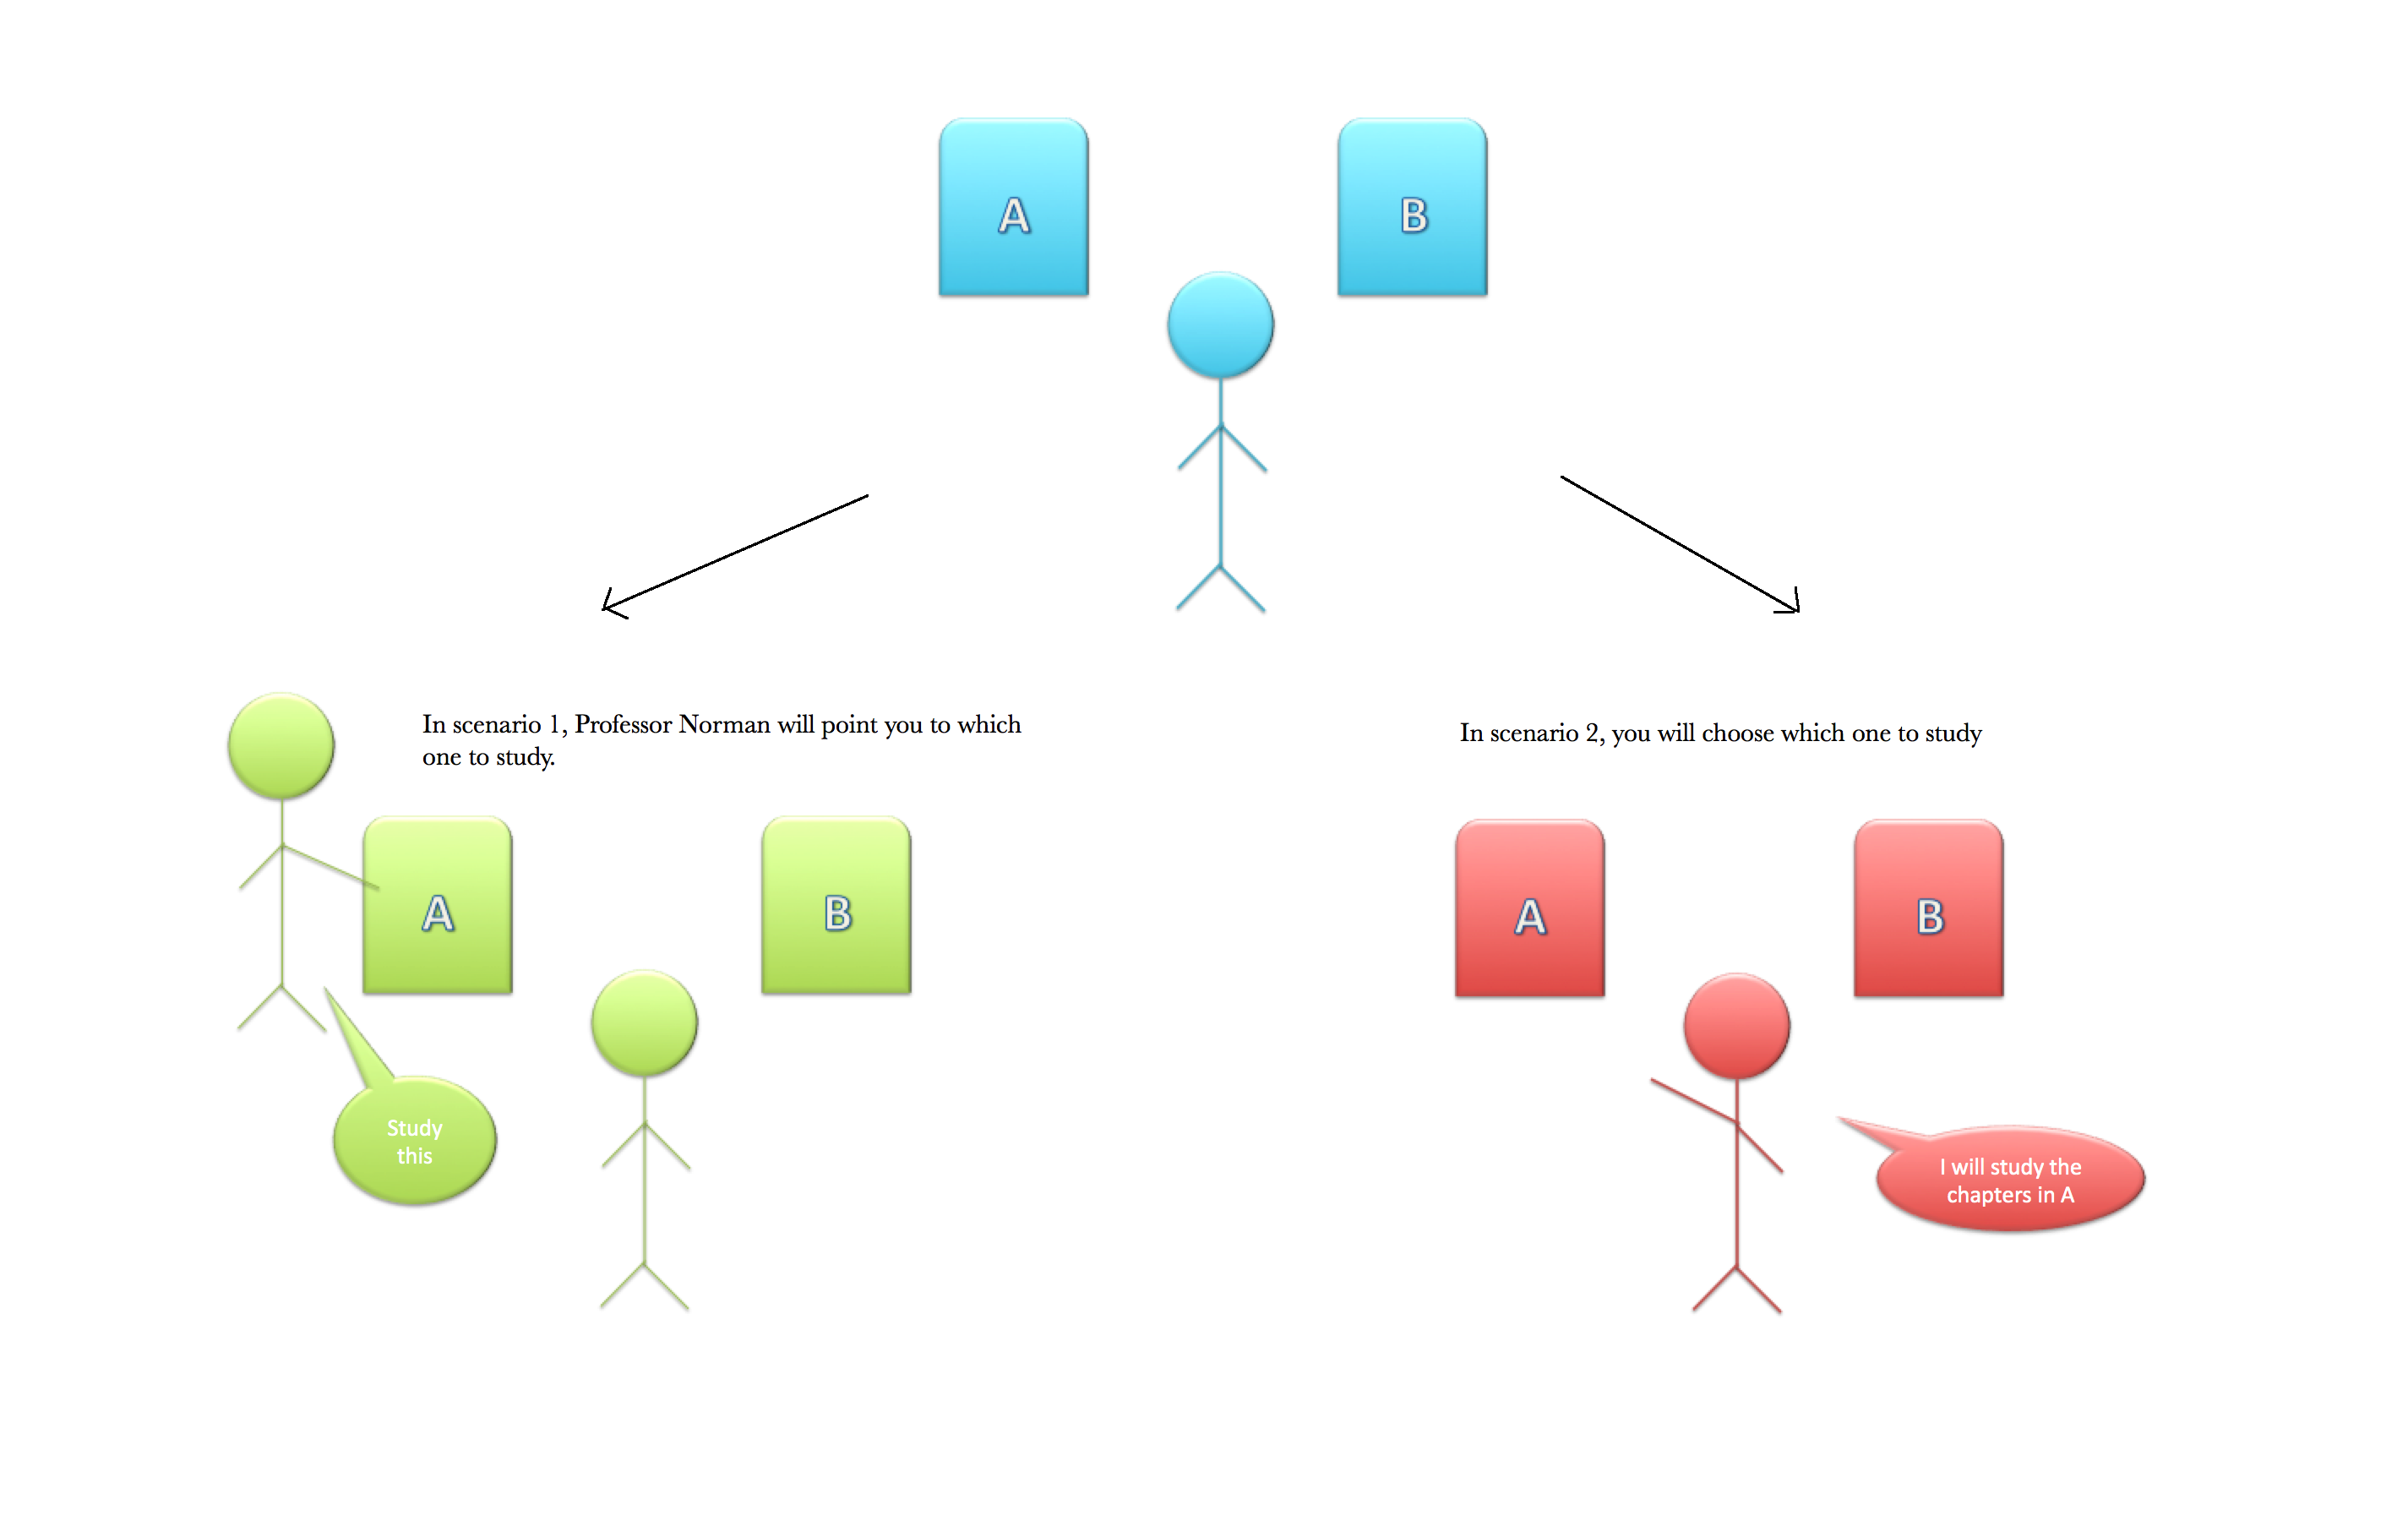 A
B
In scenario 1, Professor Norman will point you to which
one to study.
A
B
Study
this
In scenario 2, you will choose which one to study
A
B
I will study the
chapters in A